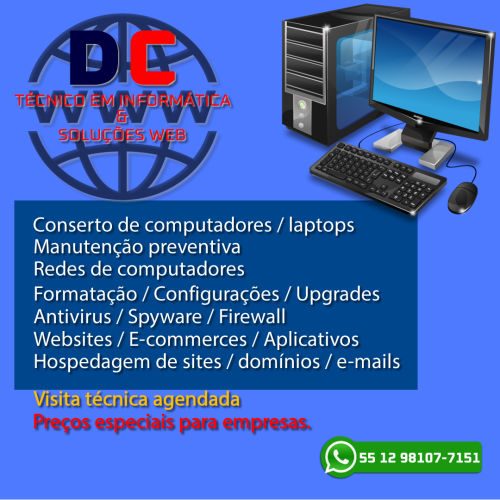 DC
WWW
TÉCNICO EM INFORMÁTICA
&
SOLUÇÕES WEB
Conserto de computadores / laptops
Manutenção preventiva
Redes de computadores
Formatação / Configurações / Upgrades
Antivirus / Spyware / Firewall
Websites / E-commerces / Aplicativos
Hospedagem de sites / domínios / e-mails
Visita técnica agendada
Preços especiais para empresas.
55 12 98107-7151